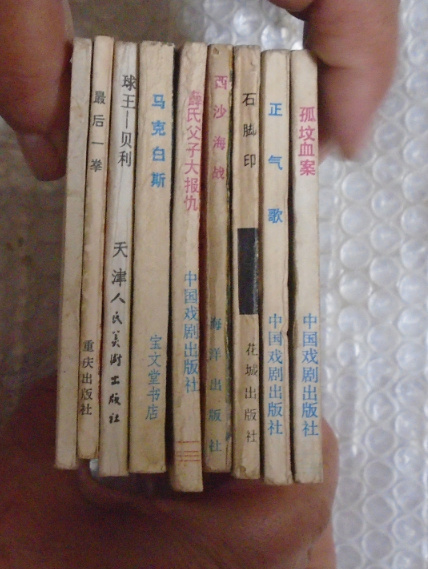 最后一拳
重庆出版社
球王—贝利
天津人民美术出版社
马克白斯
宝文堂书店
薛氏父子大报仇
中国戏剧出版社
西沙海战
海洋出版社
石脚印
花城出版社
正气歌
中国戏剧出版社
孤坟血案
中国戏剧出版社